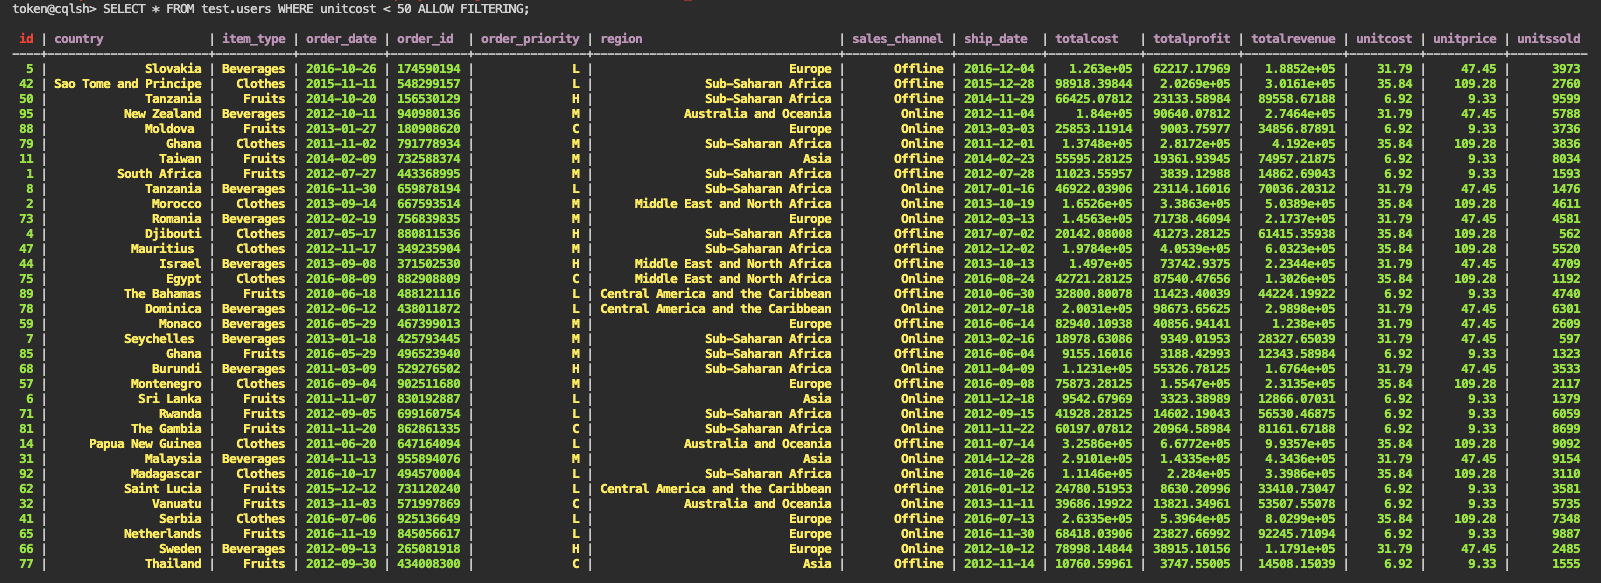 token@cqlsh> SELECT * FROM test.users WHERE unitcost < 50 ALLOW FILTERING;
id | country | item_type | order_date | order_id | order_priority | region | sales_channel | ship_date | totalcost | totalprofit | totalrevenue | unitcost | unitprice | unitssold
5 | Slovakia | Beverages | 2016-10-26 | 174590194 | L | Europe | Offline | 2016-12-04 | 1.263e+05 | 62217.17969 | 1.8852e+05 | 31.79 | 47.45 | 3973
42 | Sao Tome and Principe | Clothes | 2015-11-11 | 548299157 | L | Sub-Saharan Africa | Offline | 2015-12-28 | 98918.39844 | 2.0269e+05 | 3.0161e+05 | 35.84 | 109.28 | 2760
50 | Tanzania | Fruits | 2014-10-20 | 156530129 | H | Sub-Saharan Africa | Offline | 2014-11-29 | 66425.07812 | 23133.58984 | 89558.67188 | 6.92 | 9.33 | 9599
95 | New Zealand | Beverages | 2012-10-11 | 940980136 | M | Australia and Oceania | Online | 2012-11-04 | 1.84e+05 | 90640.07812 | 2.7464e+05 | 31.79 | 47.45 | 5788
88 | Moldova | Fruits | 2013-01-27 | 180908620 | C | Europe | Online | 2013-03-03 | 25853.11914 | 9003.75977 | 34856.87891 | 6.92 | 9.33 | 3736
79 | Ghana | Clothes | 2011-11-02 | 791778934 | M | Sub-Saharan Africa | Online | 2011-12-01 | 1.3748e+05 | 2.8172e+05 | 4.192e+05 | 35.84 | 109.28 | 3836
11 | Taiwan | Fruits | 2014-02-09 | 732588374 | M | Asia | Offline | 2014-02-23 | 55595.28125 | 19361.93945 | 74957.21875 | 6.92 | 9.33 | 8034
1 | South Africa | Fruits | 2012-07-27 | 443368995 | M | Sub-Saharan Africa | Offline | 2012-07-28 | 11023.55957 | 3839.12988 | 14862.69043 | 6.92 | 9.33 | 1593
8 | Tanzania | Beverages | 2016-11-30 | 659878194 | L | Sub-Saharan Africa | Online | 2017-01-16 | 46922.03906 | 23114.16016 | 70036.20312 | 31.79 | 47.45 | 1476
2 | Morocco | Clothes | 2013-09-14 | 667593514 | M | Middle East and North Africa | Online | 2013-10-19 | 1.6526e+05 | 3.3863e+05 | 5.0389e+05 | 35.84 | 109.28 | 4611
73 | Romania | Beverages | 2012-02-19 | 756839835 | M | Europe | Online | 2012-03-13 | 1.4563e+05 | 71738.46094 | 2.1737e+05 | 31.79 | 47.45 | 4581
4 | Djibouti | Clothes | 2017-05-17 | 880811536 | H | Sub-Saharan Africa | Offline | 2017-07-02 | 20142.08008 | 41273.28125 | 61415.35938 | 35.84 | 109.28 | 562
47 | Mauritius | Clothes | 2012-11-17 | 349235904 | M | Sub-Saharan Africa | Offline | 2012-12-02 | 1.9784e+05 | 4.0539e+05 | 6.0323e+05 | 35.84 | 109.28 | 5520
44 | Israel | Beverages | 2013-09-08 | 371502530 | H | Middle East and North Africa | Offline | 2013-10-13 | 1.497e+05 | 73742.9375 | 2.2344e+05 | 31.79 | 47.45 | 4709
75 | Egypt | Clothes | 2016-08-09 | 882908809 | C | Middle East and North Africa | Online | 2016-08-24 | 42721.28125 | 87540.47656 | 1.3026e+05 | 35.84 | 109.28 | 1192
89 | The Bahamas | Fruits | 2010-06-18 | 488121116 | L | Central America and the Caribbean | Offline | 2010-06-30 | 32800.80078 | 11423.40039 | 44224.19922 | 6.92 | 9.33 | 4740
78 | Dominica | Beverages | 2012-06-12 | 438011872 | L | Central America and the Caribbean | Online | 2012-07-18 | 2.0031e+05 | 98673.65625 | 2.9898e+05 | 31.79 | 47.45 | 6301
59 | Monaco | Beverages | 2016-05-29 | 467399013 | M | Europe | Offline | 2016-06-14 | 82940.10938 | 40856.94141 | 1.238e+05 | 31.79 | 47.45 | 2609
7 | Seychelles | Beverages | 2013-01-18 | 425793445 | M | Sub-Saharan Africa | Online | 2013-02-16 | 18978.63086 | 9349.01953 | 28327.65039 | 31.79 | 47.45 | 597
85 | Ghana | Fruits | 2016-05-29 | 496523940 | M | Sub-Saharan Africa | Offline | 2016-06-04 | 9155.16016 | 3188.42993 | 12343.58984 | 6.92 | 9.33 | 1323
68 | Burundi | Beverages | 2011-03-09 | 529276502 | H | Sub-Saharan Africa | Offline | 2011-04-09 | 1.1231e+05 | 55326.78125 | 1.6764e+05 | 31.79 | 47.45 | 3533
57 | Montenegro | Clothes | 2016-09-04 | 902511680 | M | Europe | Offline | 2016-09-08 | 75873.28125 | 1.5547e+05 | 2.3135e+05 | 35.84 | 109.28 | 2117
6 | Sri Lanka | Fruits | 2011-11-07 | 830192887 | L | Asia | Offline | 2011-12-18 | 9542.67969 | 3323.38989 | 12866.07031 | 6.92 | 9.33 | 1379
71 | Rwanda | Fruits | 2012-09-05 | 699160754 | L | Sub-Saharan Africa | Online | 2012-09-15 | 41928.28125 | 14602.19043 | 56530.46875 | 6.92 | 9.33 | 6059
81 | The Gambia | Fruits | 2011-11-20 | 862861335 | C | Sub-Saharan Africa | Online | 2011-11-22 | 60197.07812 | 20964.58984 | 81161.67188 | 6.92 | 9.33 | 8699
14 | Papua New Guinea | Clothes | 2011-06-20 | 647164094 | L | Australia and Oceania | Offline | 2011-07-14 | 3.2586e+05 | 6.6772e+05 | 9.9357e+05 | 35.84 | 109.28 | 9092
31 | Malaysia | Beverages | 2014-11-13 | 955894076 | M | Asia | Online | 2014-12-28 | 2.9101e+05 | 1.4335e+05 | 4.3436e+05 | 31.79 | 47.45 | 9154
92 | Madagascar | Clothes | 2016-10-17 | 494570004 | L | Sub-Saharan Africa | Online | 2016-10-26 | 1.1146e+05 | 2.284e+05 | 3.3986e+05 | 35.84 | 109.28 | 3110
62 | Saint Lucia | Fruits | 2015-12-12 | 731120240 | L | Central America and the Caribbean | Offline | 2016-01-12 | 24780.51953 | 8630.20996 | 33410.73047 | 6.92 | 9.33 | 3581
32 | Vanuatu | Fruits | 2013-11-03 | 571997869 | C | Australia and Oceania | Online | 2013-11-11 | 39686.19922 | 13821.34961 | 53507.55078 | 6.92 | 9.33 | 5735
41 | Serbia | Clothes | 2016-07-06 | 925136649 | L | Europe | Offline | 2016-07-13 | 2.6335e+05 | 5.3964e+05 | 8.0299e+05 | 35.84 | 109.28 | 7348
65 | Netherlands | Fruits | 2016-11-19 | 845056617 | L | Europe | Online | 2016-11-30 | 68418.03906 | 23827.66992 | 92245.71094 | 6.92 | 9.33 | 9887
66 | Sweden | Beverages | 2012-09-13 | 265081918 | H | Europe | Online | 2012-10-12 | 78998.14844 | 38915.10156 | 1.1791e+05 | 31.79 | 47.45 | 2485
77 | Thailand | Fruits | 2012-09-30 | 434008300 | C | Asia | Offline | 2012-11-14 | 10760.59961 | 3747.55005 | 14508.15039 | 6.92 | 9.33 | 1555